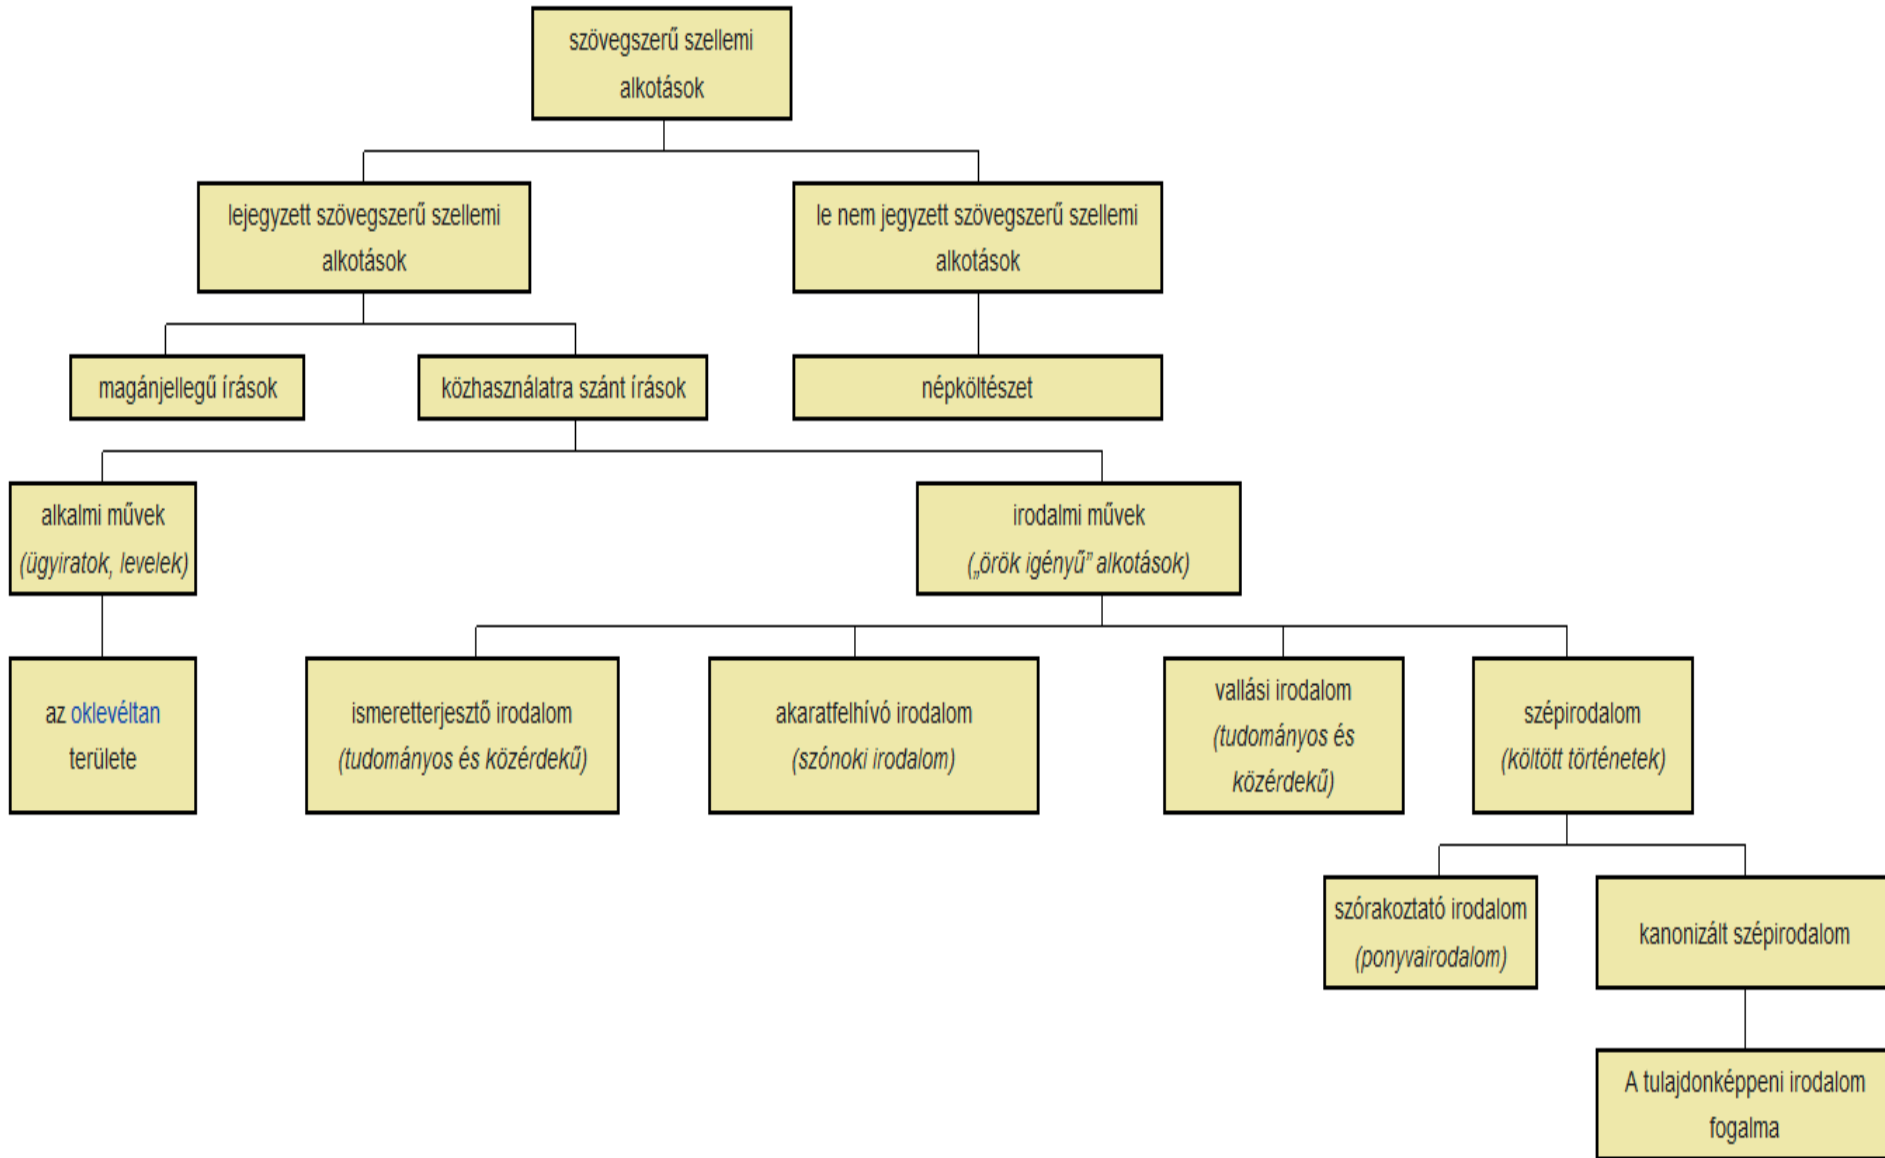 szövegszerű szellemi
alkotások
lejegyzett szövegszerű szellemi
alkotások
le nem jegyzett szövegszerű szellemi
alkotások
magánjellegű írások
közhasználatra szánt írások
népköltészet
alkalmi művek
(ügyiratok, levelek)
irodalmi művek
(„örök igényű” alkotások)
az oklevéltan
területe
ismeretterjesztő irodalom
(tudományos és közérdekű)
akaratfelhívó irodalom
(szónoki irodalom)
vallási irodalom
(tudományos és
közérdekű)
szépirodalom
(költött történetek)
szórakoztató irodalom
(ponyvairodalom)
kanonizált szépirodalom
A tulajdonképpeni irodalom
fogalma